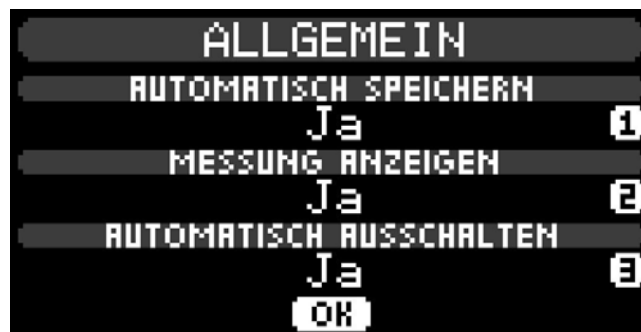 ALLGEMEIN
AUTOMATISCH SPEICHERN
Ja 1
MESSUNG ANZEIGEN
Ja 2
AUTOMATISCH AUSSCHALTEN
Ja 3
OK